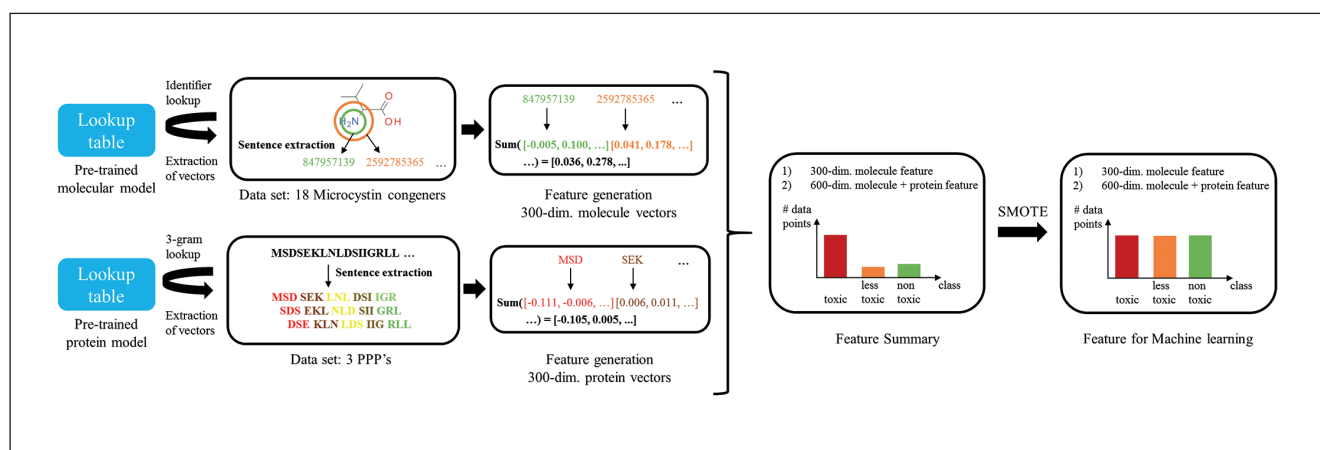 Lookup
table
Pre-trained
molecular model
Identifier
lookup
Extraction
of vectors
H₂N
O
OH
Sentence extraction
847957139 2592785365 ...
Data set: 18 Microcystin congeners
847957139 2592785365 ...
Sum([-0.005, 0.100, …][0.041, 0.178, …]
…) = [0.036, 0.278, ...]
Feature generation
300-dim. molecule vectors
Lookup
table
Pre-trained
protein model
3-gram
lookup
Extraction
of vectors
MSDSEKLNLDSIIGRLL ...
Sentence extraction
MSD SEK LNL DSI IGR
SDS EKL NLD SII GRL
DSE KLN LDS IIG RLL
Data set: 3 PPP's
MSD SEK ...
Sum([-0.111, -0.006, …][0.006, 0.011, …]
…) = [-0.105, 0.005, ...]
Feature generation
300-dim. protein vectors
1) 300-dim. molecule feature
2) 600-dim. molecule + protein feature
# data
points
toxic
less
toxic
non
toxic
class
Feature Summary
SMOTE
1) 300-dim. molecule feature
2) 600-dim. molecule + protein feature
# data
points
toxic
less
toxic
non
toxic
class
Feature for Machine learning